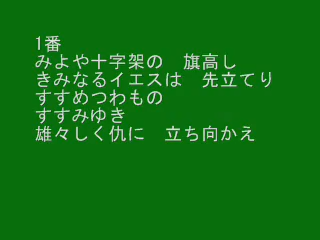 1番
みよや十字架の　旗高し
きみなるイエスは　先立てり
すすめつわもの
すすみゆき
雄々しく仇に　立ち向かえ